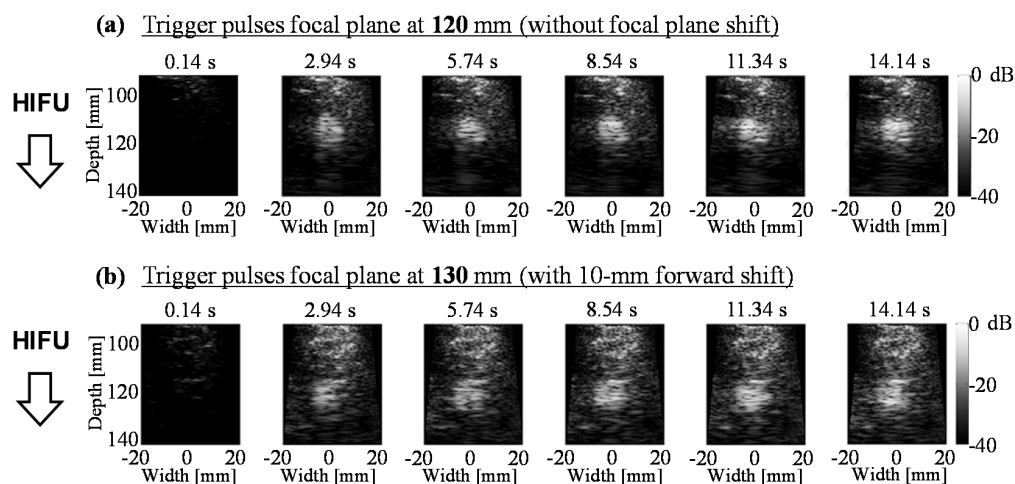 (a) Trigger pulses focal plane at 120 mm (without focal plane shift)
0.14 s 2.94 s 5.74 s 8.54 s 11.34 s 14.14 s
HIFU
Depth [mm]
100
120
140
-20 0 20 -20 0 20 -20 0 20 -20 0 20 -20 0 20 -20 0 20
Width [mm] Width [mm] Width [mm] Width [mm] Width [mm] Width [mm]
0 dB
-20
-40
(b) Trigger pulses focal plane at 130 mm (with 10-mm forward shift)
0.14 s 2.94 s 5.74 s 8.54 s 11.34 s 14.14 s
HIFU
Depth [mm]
100
120
140
-20 0 20 -20 0 20 -20 0 20 -20 0 20 -20 0 20 -20 0 20
Width [mm] Width [mm] Width [mm] Width [mm] Width [mm] Width [mm]
0 dB
-20
-40